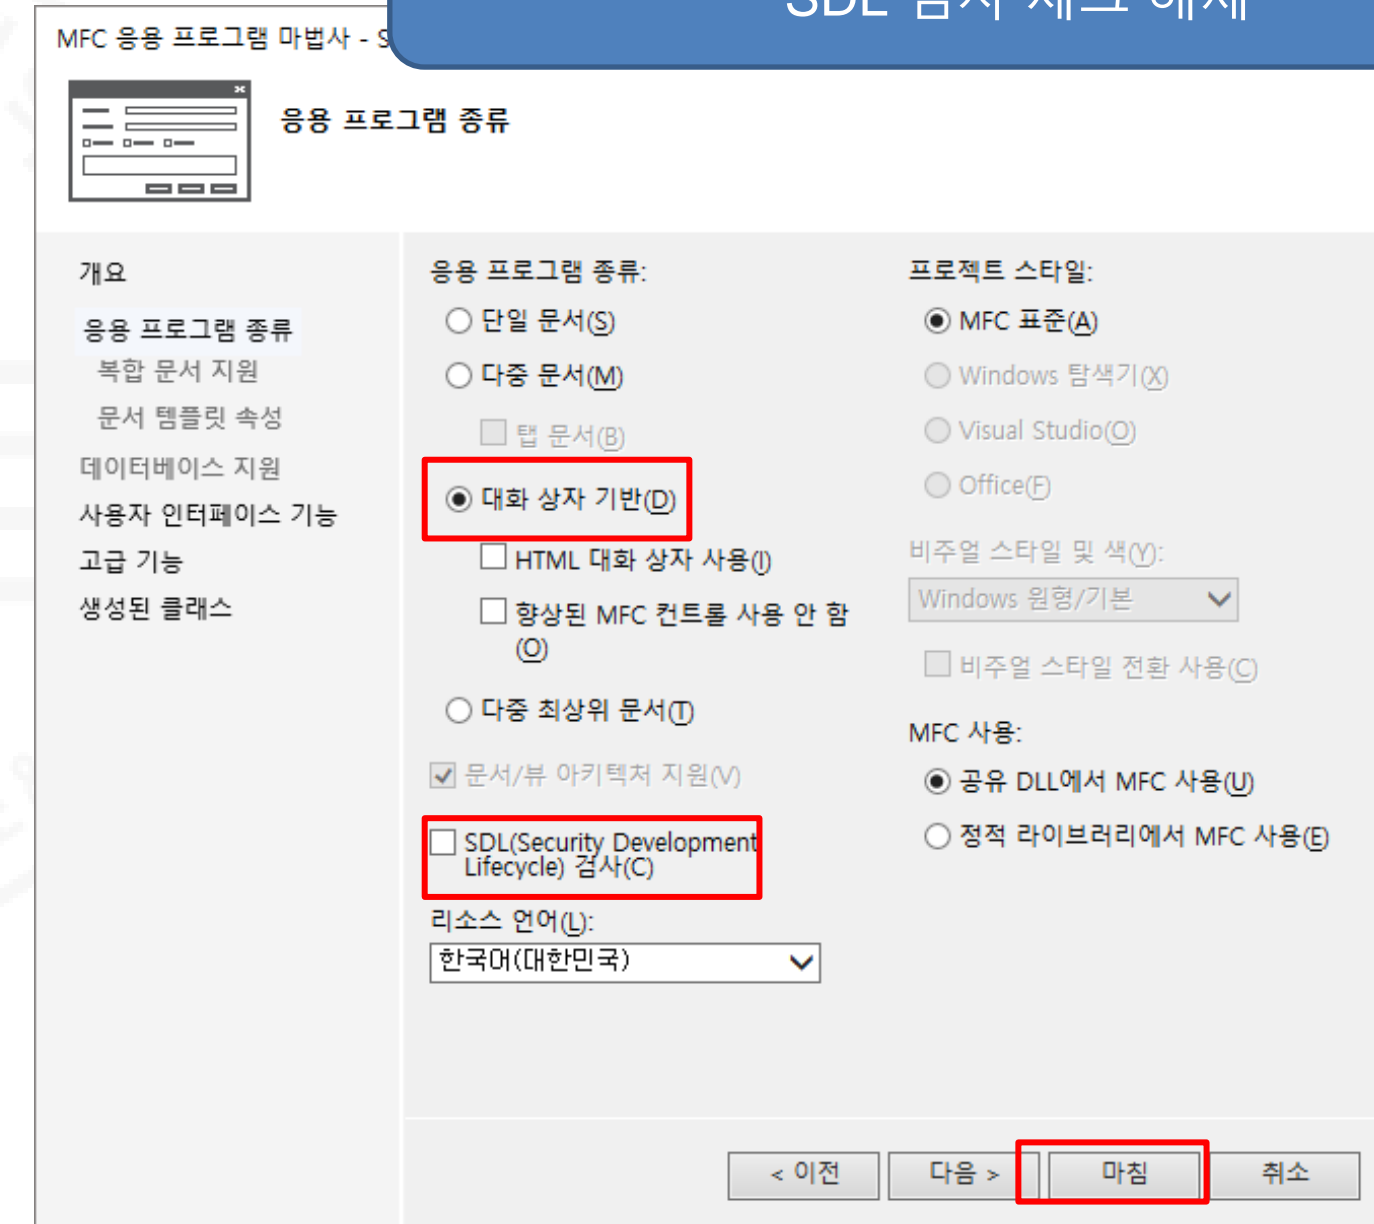 SDL 검사 체크 해제
MFC 응용 프로그램 마법사 - S
응용 프로그램 종류
개요
응용 프로그램 종류
복합 문서 지원
문서 템플릿 속성
데이터베이스 지원
사용자 인터페이스 기능
고급 기능
생성된 클래스
응용 프로그램 종류:
단일 문서(S)
다중 문서(M)
탭 문서(B)
대화 상자 기반(D)
HTML 대화 상자 사용(I)
향상된 MFC 컨트롤 사용 안 함
(O)
다중 최상위 문서(T)
문서/뷰 아키텍처 지원(V)
SDL(Security Development
Lifecycle) 검사(C)
리소스 언어(L):
한국어(대한민국)
프로젝트 스타일:
MFC 표준(A)
Windows 탐색기(X)
Visual Studio(O)
Office(F)
비주얼 스타일 및 색(Y):
Windows 원형/기본
비주얼 스타일 전환 사용(C)
MFC 사용:
공유 DLL에서 MFC 사용(U)
정적 라이브러리에서 MFC 사용(E)
< 이전
다음 >
마침
취소